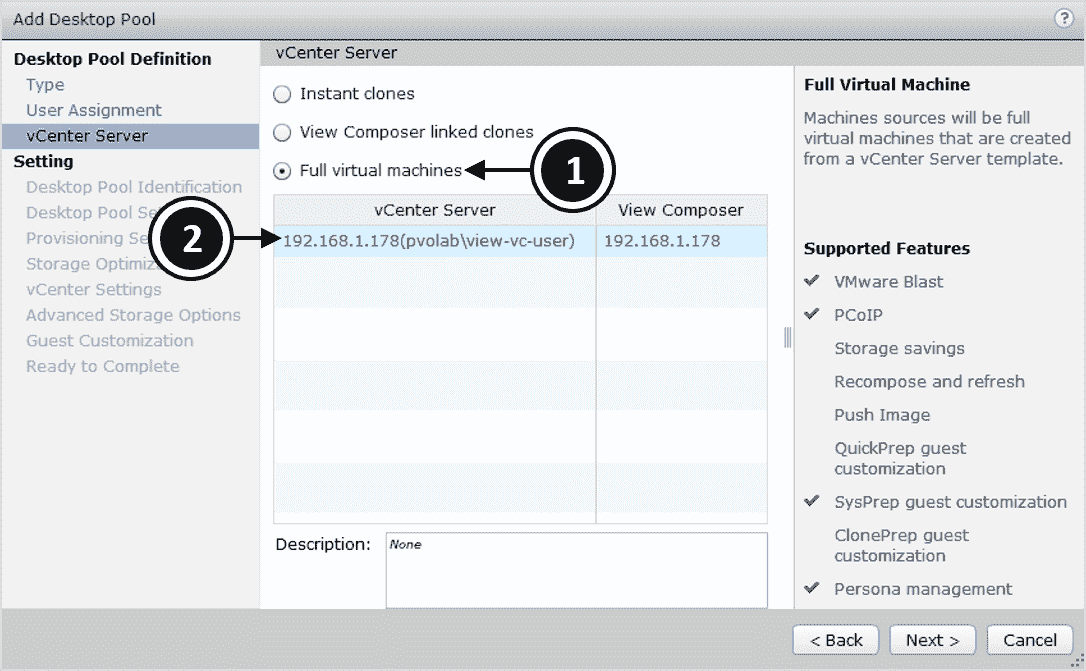 Add Desktop Pool
?
Desktop Pool Definition
Type
User Assignment
vCenter Server
Setting
Desktop Pool Identification
Desktop Pool Se
Provisioning Se
Storage Optimiz
vCenter Settings
Advanced Storage Options
Guest Customization
Ready to Complete
vCenter Server
Instant clones
View Composer linked clones
Full virtual machines
1
vCenter Server View Composer
2
192.168.1.178(pvolab\view-vc-user) 192.168.1.178
Description: None
Full Virtual Machine
Machines sources will be full
virtual machines that are created
from a vCenter Server template.
Supported Features
VMware Blast
PCoIP
Storage savings
Recompose and refresh
Push Image
QuickPrep guest
customization
SysPrep guest customization
ClonePrep guest
customization
Persona management
< Back Next > Cancel